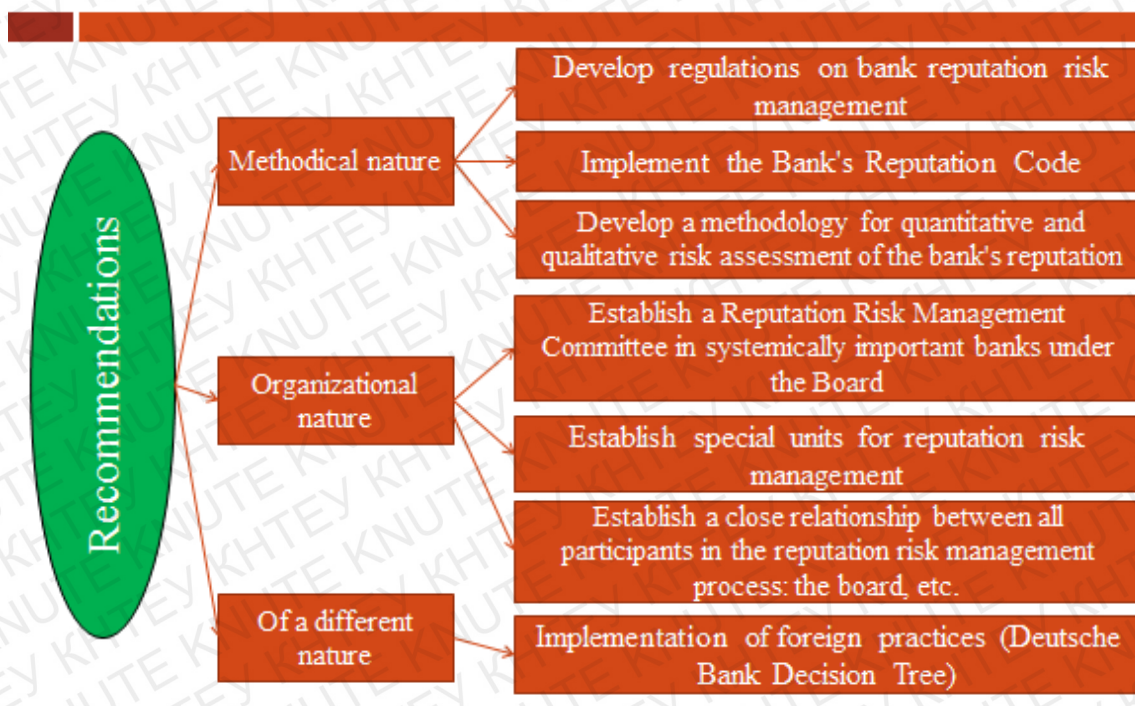 Recommendations
Methodical nature
Develop regulations on bank reputation risk
management
Implement the Bank's Reputation Code
Develop a methodology for quantitative and
qualitative risk assessment of the bank's reputation
Organizational
nature
Establish a Reputation Risk Management
Committee in systemically important banks under
the Board
Establish special units for reputation risk
management
Establish a close relationship between all
participants in the reputation risk management
process: the board, etc.
Of a different
nature
Implementation of foreign practices (Deutsche
Bank Decision Tree)
KNUTE КНТЕУ